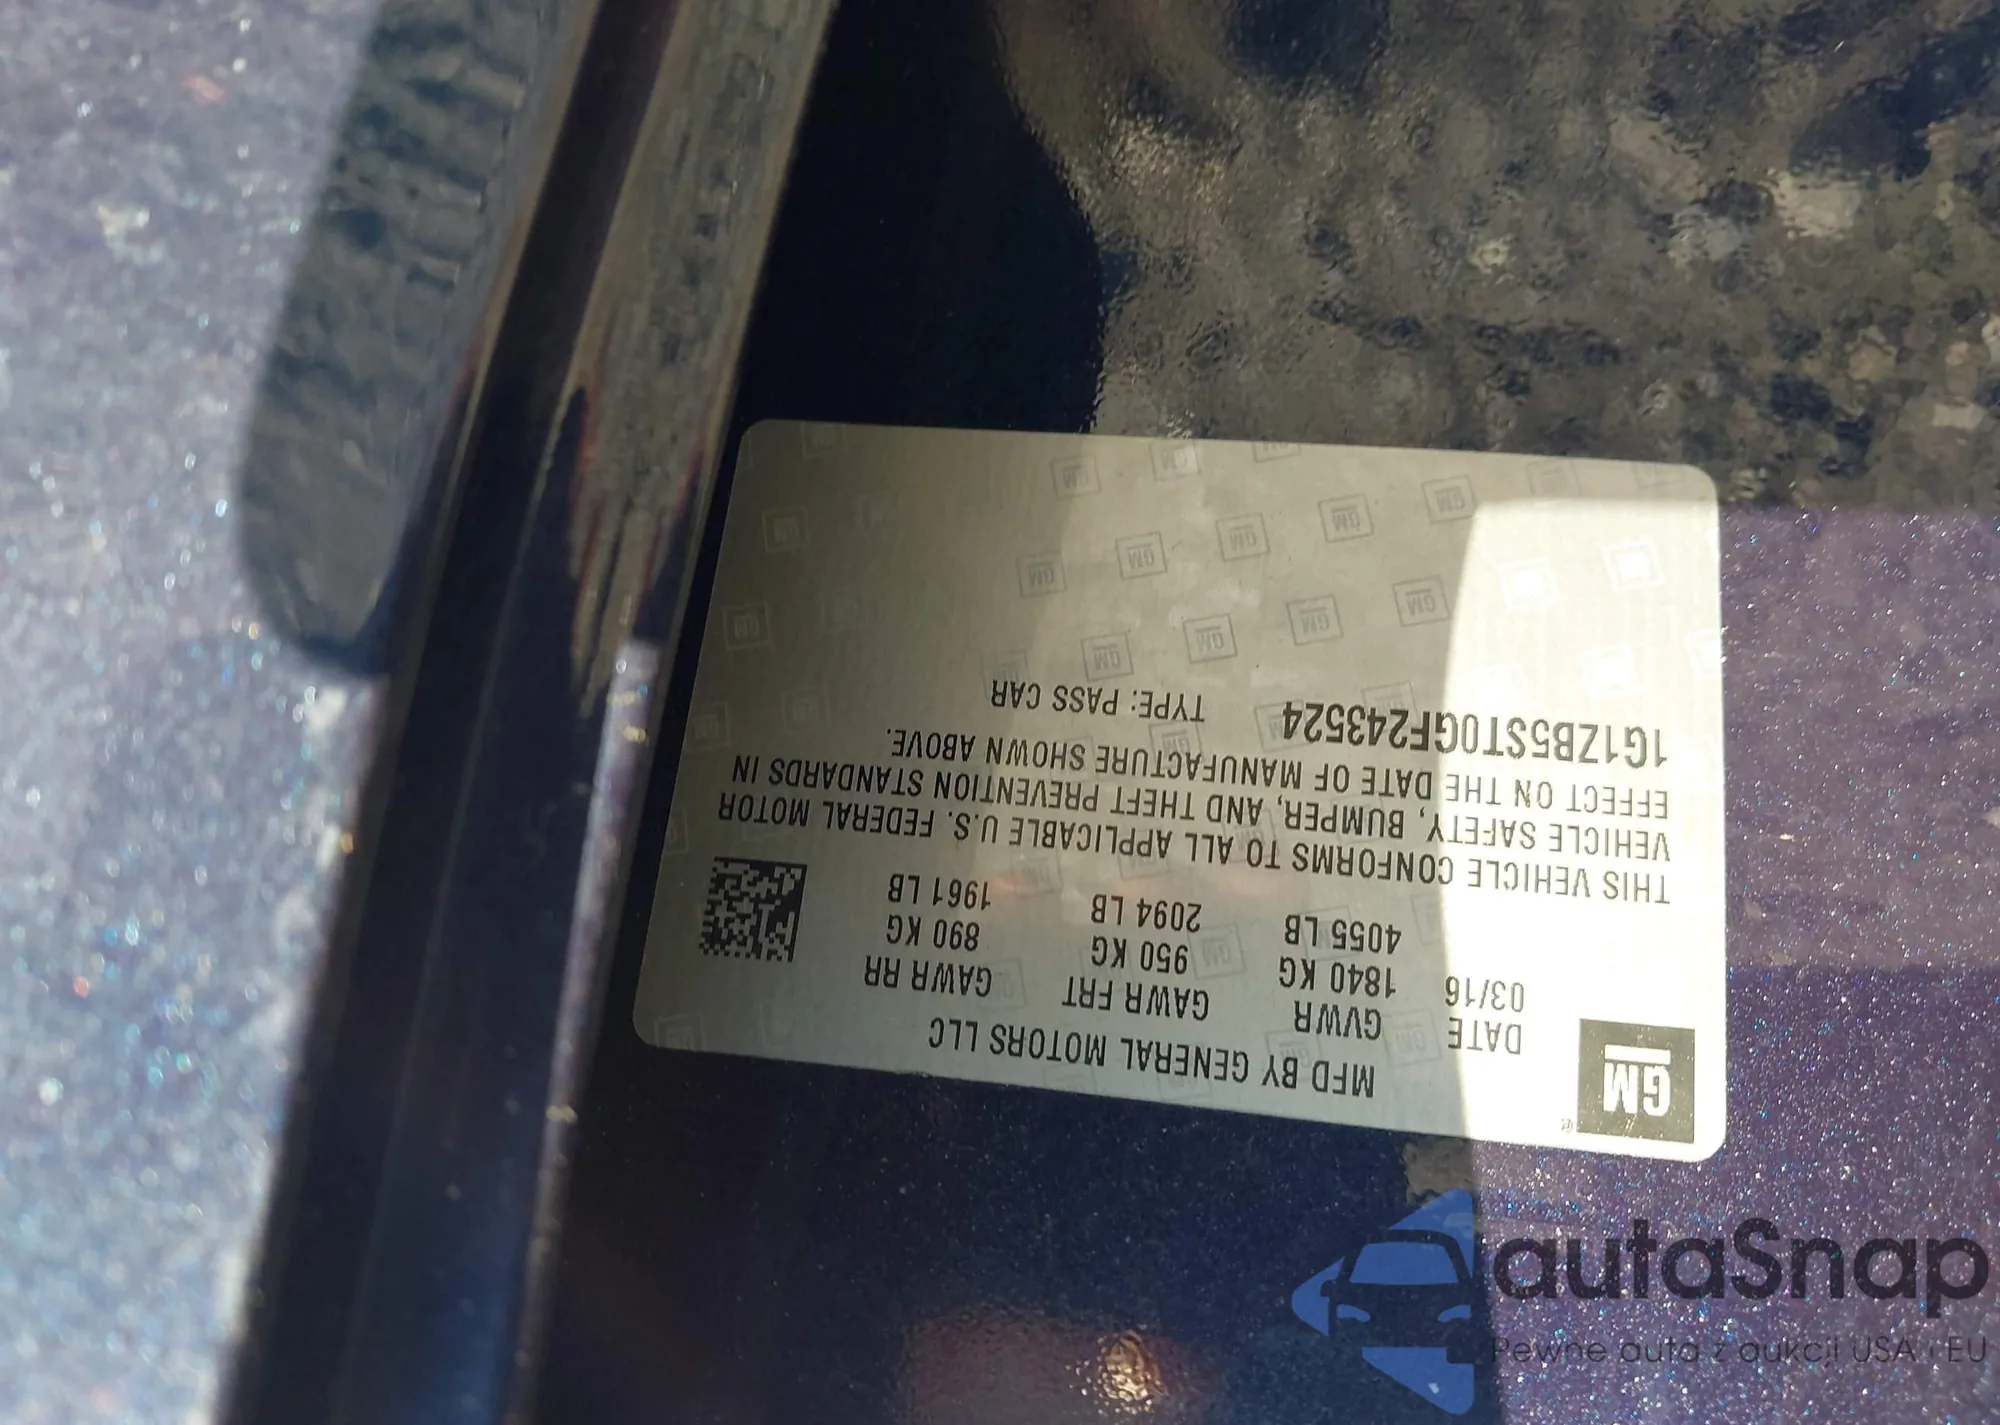 GM
MFD BY GENERAL MOTORS LLC
DATE GVWR GAWR FRT GAWR RR
03/16 1840 KG 950 KG 890 KG
4055 LB 2094 LB 1961 LB
THIS VEHICLE CONFORMS TO ALL APPLICABLE U.S. FEDERAL MOTOR
VEHICLE SAFETY, BUMPER, AND THEFT PREVENTION STANDARDS IN
EFFECT ON THE DATE OF MANUFACTURE SHOWN ABOVE.
1G1ZB5ST0GF243524 TYPE: PASS CAR
autaSnap
Pewne auta z aukcji USA i EU